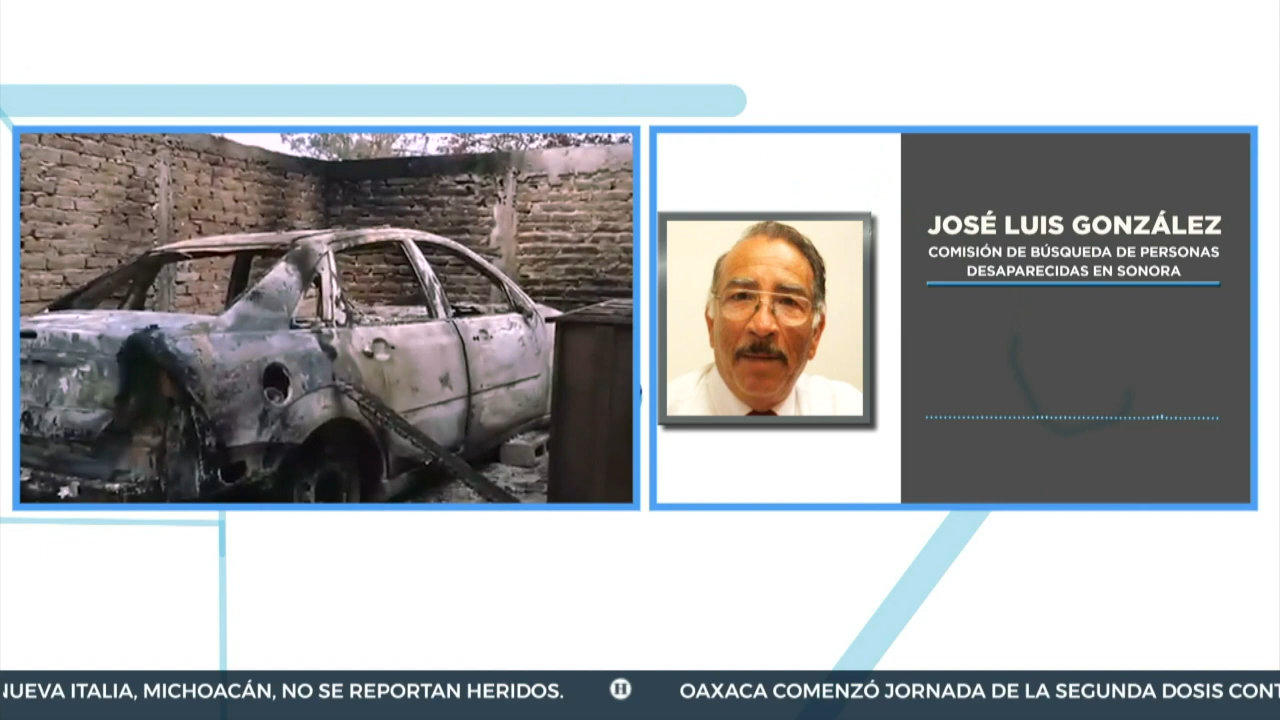 JOSÉ LUIS GONZÁLEZ
COMISIÓN DE BÚSQUEDA DE PERSONAS
DESAPARECIDAS EN SONORA
NUEVA ITALIA, MICHOACÁN, NO SE REPORTAN HERIDOS. H OAXACA COMENZÓ JORNADA DE LA SEGUNDA DOSIS CONT